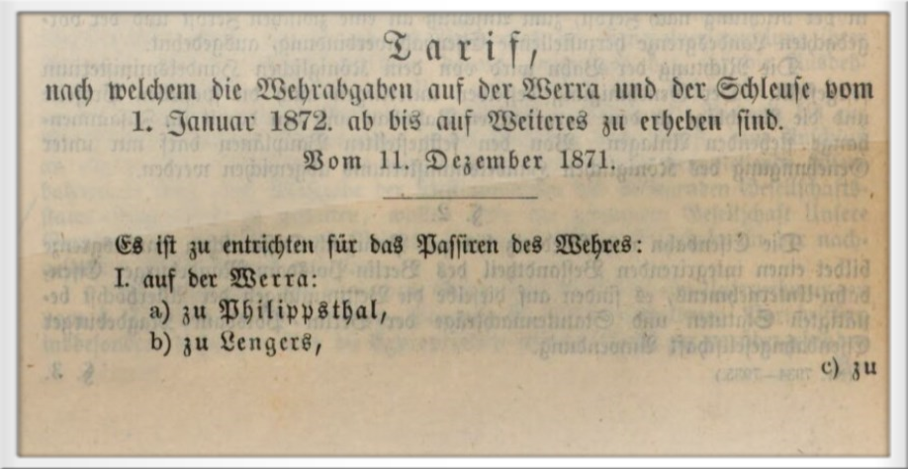 Tarif,
nach welchem die Wehrabgaben auf der Werra und der Schleuse vom
1. Januar 1872. ab bis auf Weiteres zu erheben sind.
Vom 11. Dezember 1871.
Es ist zu entrichten für das Passiren des Wehres:
I. auf der Werra:
a) zu Philippsthal,
b) zu Lengers,
c) zu